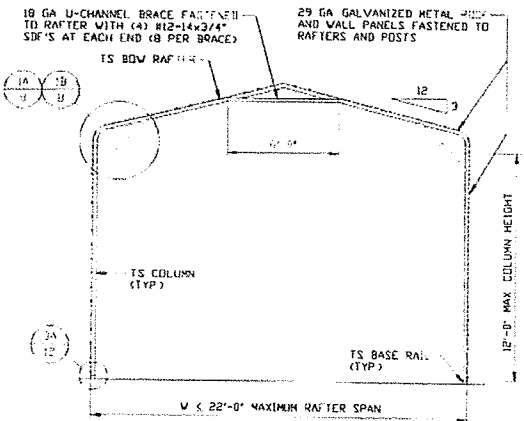 18 GA U-CHANNEL BRACE FASTENED
TO RAFTER WITH (4) #12-14x3/4"
SDF'S AT EACH END (8 PER BRACE)
29 GA GALVANIZED METAL ROOF
AND WALL PANELS FASTENED TO
RAFTERS AND POSTS
TS BOW RAFTER
12
3
12'-0" MAX COLUMN HEIGHT
TS COLUMN
(TYP)
TS BASE RAIL
(TYP)
W ≤ 22'-0" MAXIMUM RAFTER SPAN